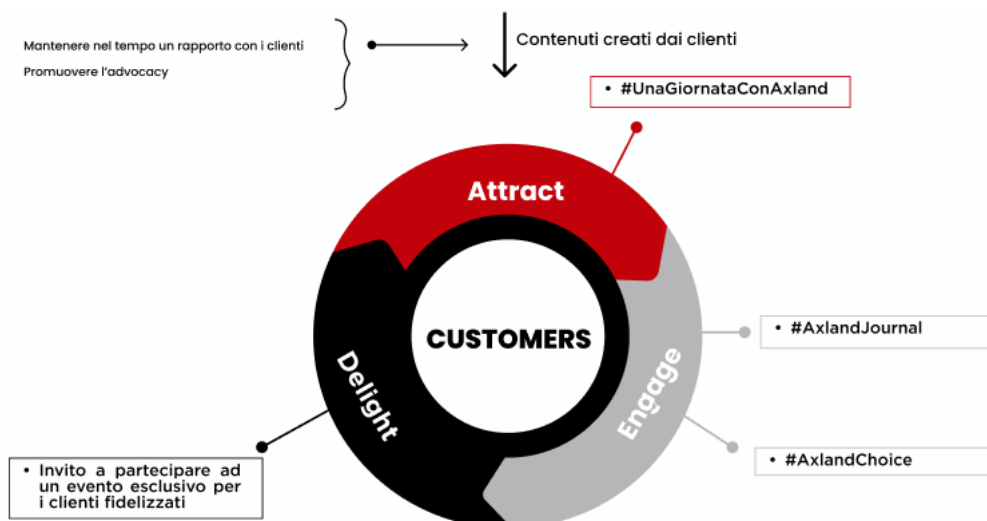 Mantenere nel tempo un rapporto con i clienti
Promuovere l'advocacy
Contenuti creati dai clienti
• #UnaGiornataConAxland
Attract
CUSTOMERS
• #AxlandJournal
Delight
Engage
• #AxlandChoice
• Invito a partecipare ad
un evento esclusivo per
i clienti fidelizzati